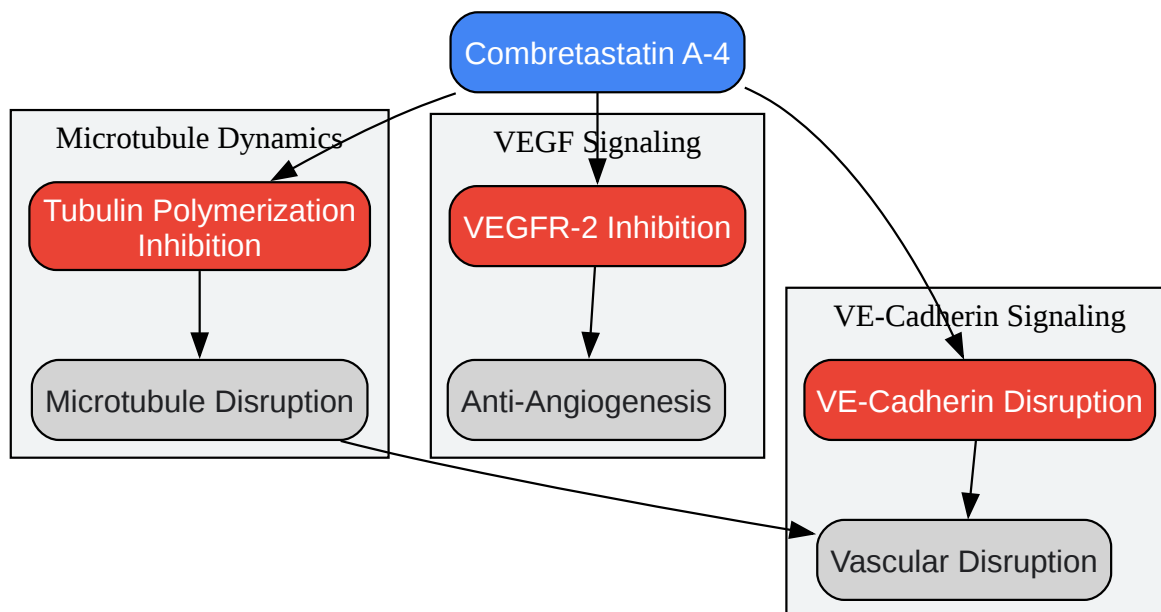 Combretastatin A-4
Microtubule Dynamics
Tubulin Polymerization
Inhibition
Microtubule Disruption
VEGF Signaling
VEGFR-2 Inhibition
Anti-Angiogenesis
VE-Cadherin Signaling
VE-Cadherin Disruption
Vascular Disruption